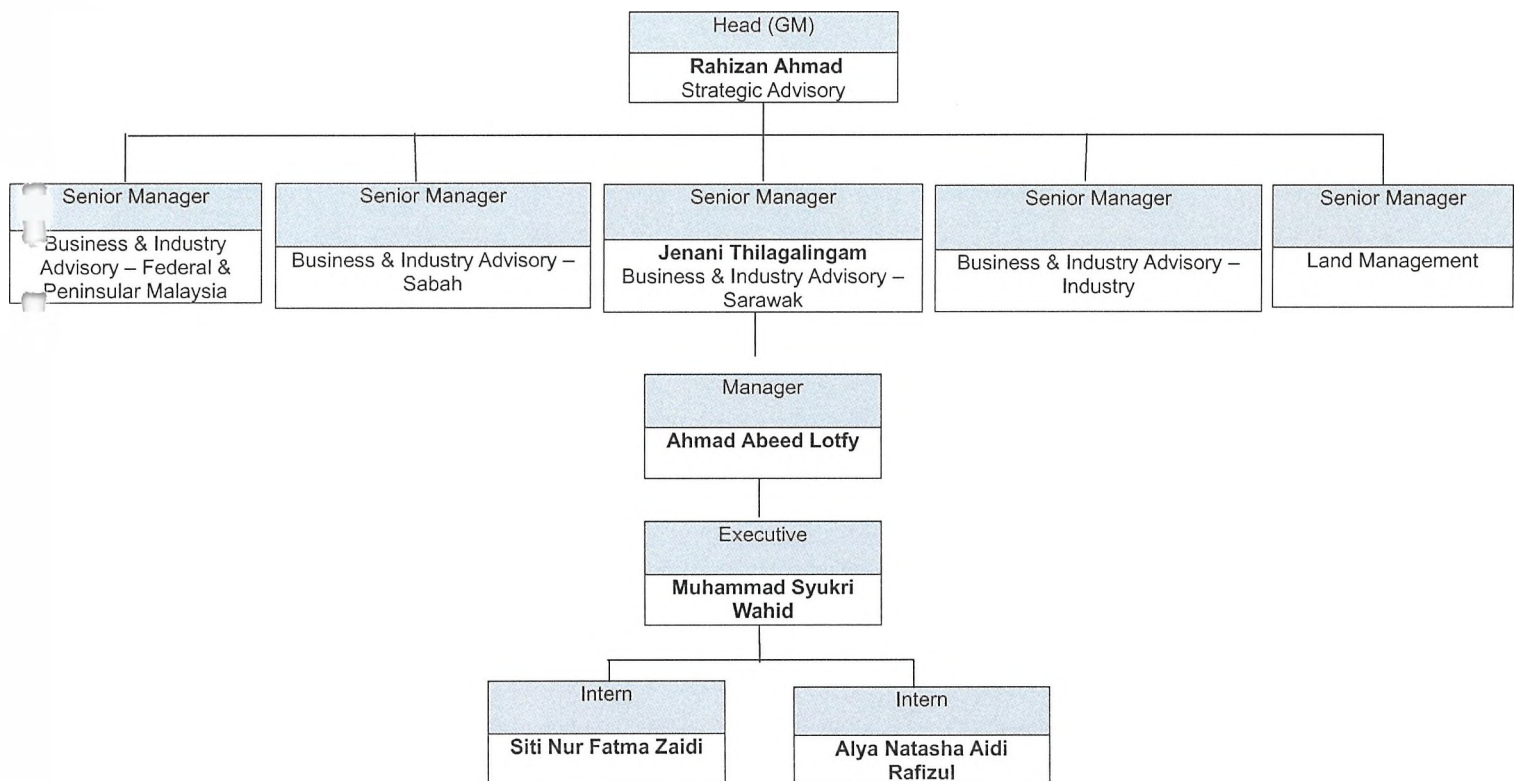 Head (GM)
Rahizan Ahmad
Strategic Advisory
Senior Manager
Business & Industry
Advisory – Federal &
Peninsular Malaysia
Senior Manager
Business & Industry Advisory –
Sabah
Senior Manager
Jenani Thilagalingam
Business & Industry Advisory –
Sarawak
Senior Manager
Business & Industry Advisory –
Industry
Senior Manager
Land Management
Manager
Ahmad Abeed Lotfy
Executive
Muhammad Syukri
Wahid
Intern
Siti Nur Fatma Zaidi
Intern
Alya Natasha Aidi
Rafizul